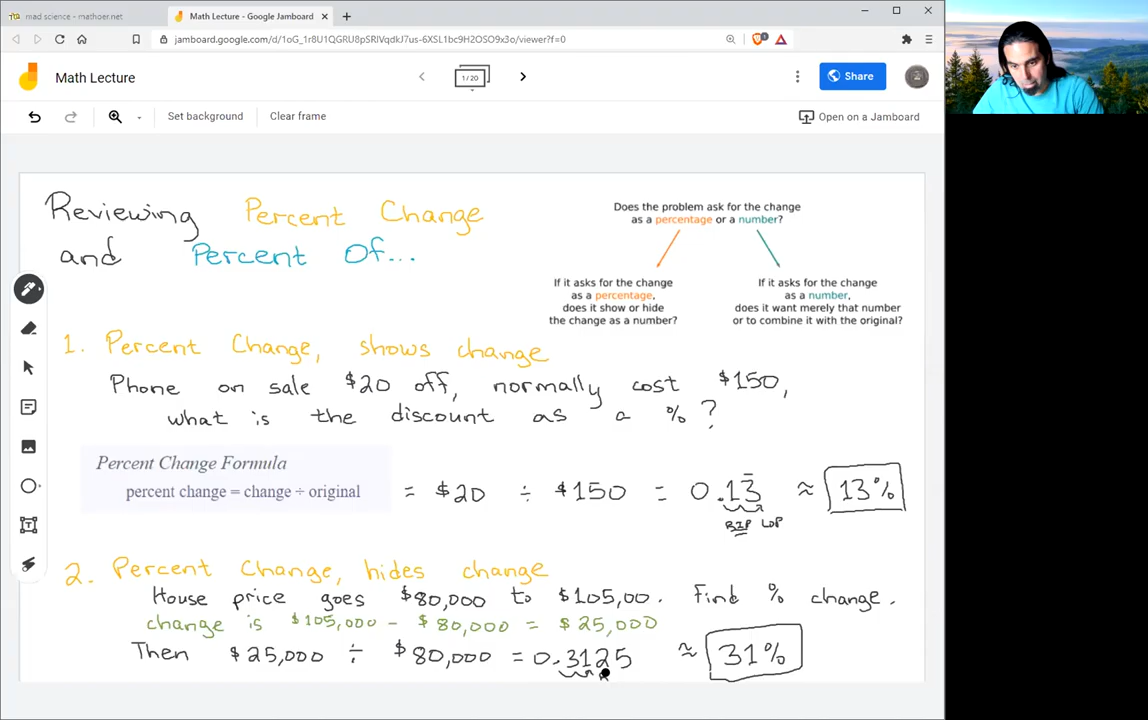 mad science - mathoer.net
Math Lecture - Google Jamboard
jamboard.google.com/d/1oG_1r8U1QGRU8pSRlVqdkJ7us-6XSL1bc9H2OSO9x3o/viewer?f=0
Math Lecture
1/20
Share
Set background
Clear frame
Open on a Jamboard
Reviewing Percent Change
and Percent Of...
Does the problem ask for the change
as a percentage or a number?
If it asks for the change
as a percentage,
does it show or hide
the change as a number?
If it asks for the change
as a number,
does it want merely that number
or to combine it with the original?
1. Percent Change, shows change
Phone on sale $20 off, normally cost $150,
what is the discount as a % ?
Percent Change Formula
percent change = change ÷ original
= $20 ÷ $150 = 0.13̅ ≈ 13%
RIP LOP
2. Percent Change, hides change
House price goes $80,000 to $105,00. Find % change.
change is $105,000 - $80,000 = $25,000
Then $25,000 ÷ $80,000 = 0.3125 ≈ 31%